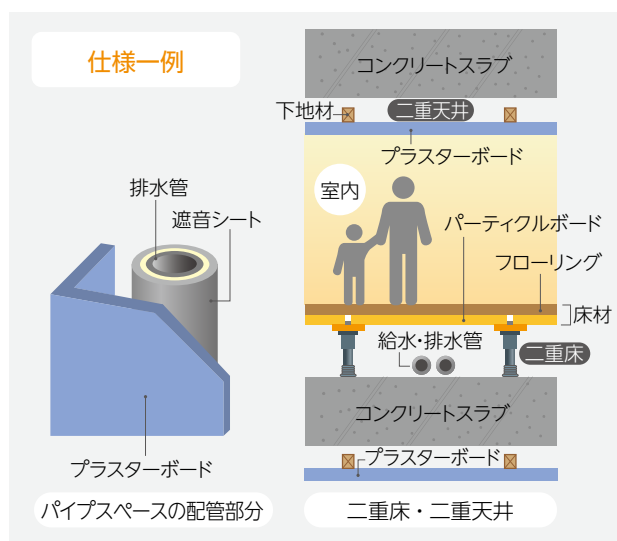 仕様一例
コンクリートスラブ
下地材
二重天井
プラスターボード
室内
排水管
遮音シート
パーティクルボード
フローリング
床材
給水・排水管
二重床
コンクリートスラブ
プラスターボード
プラスターボード
パイプスペースの配管部分
二重床・二重天井